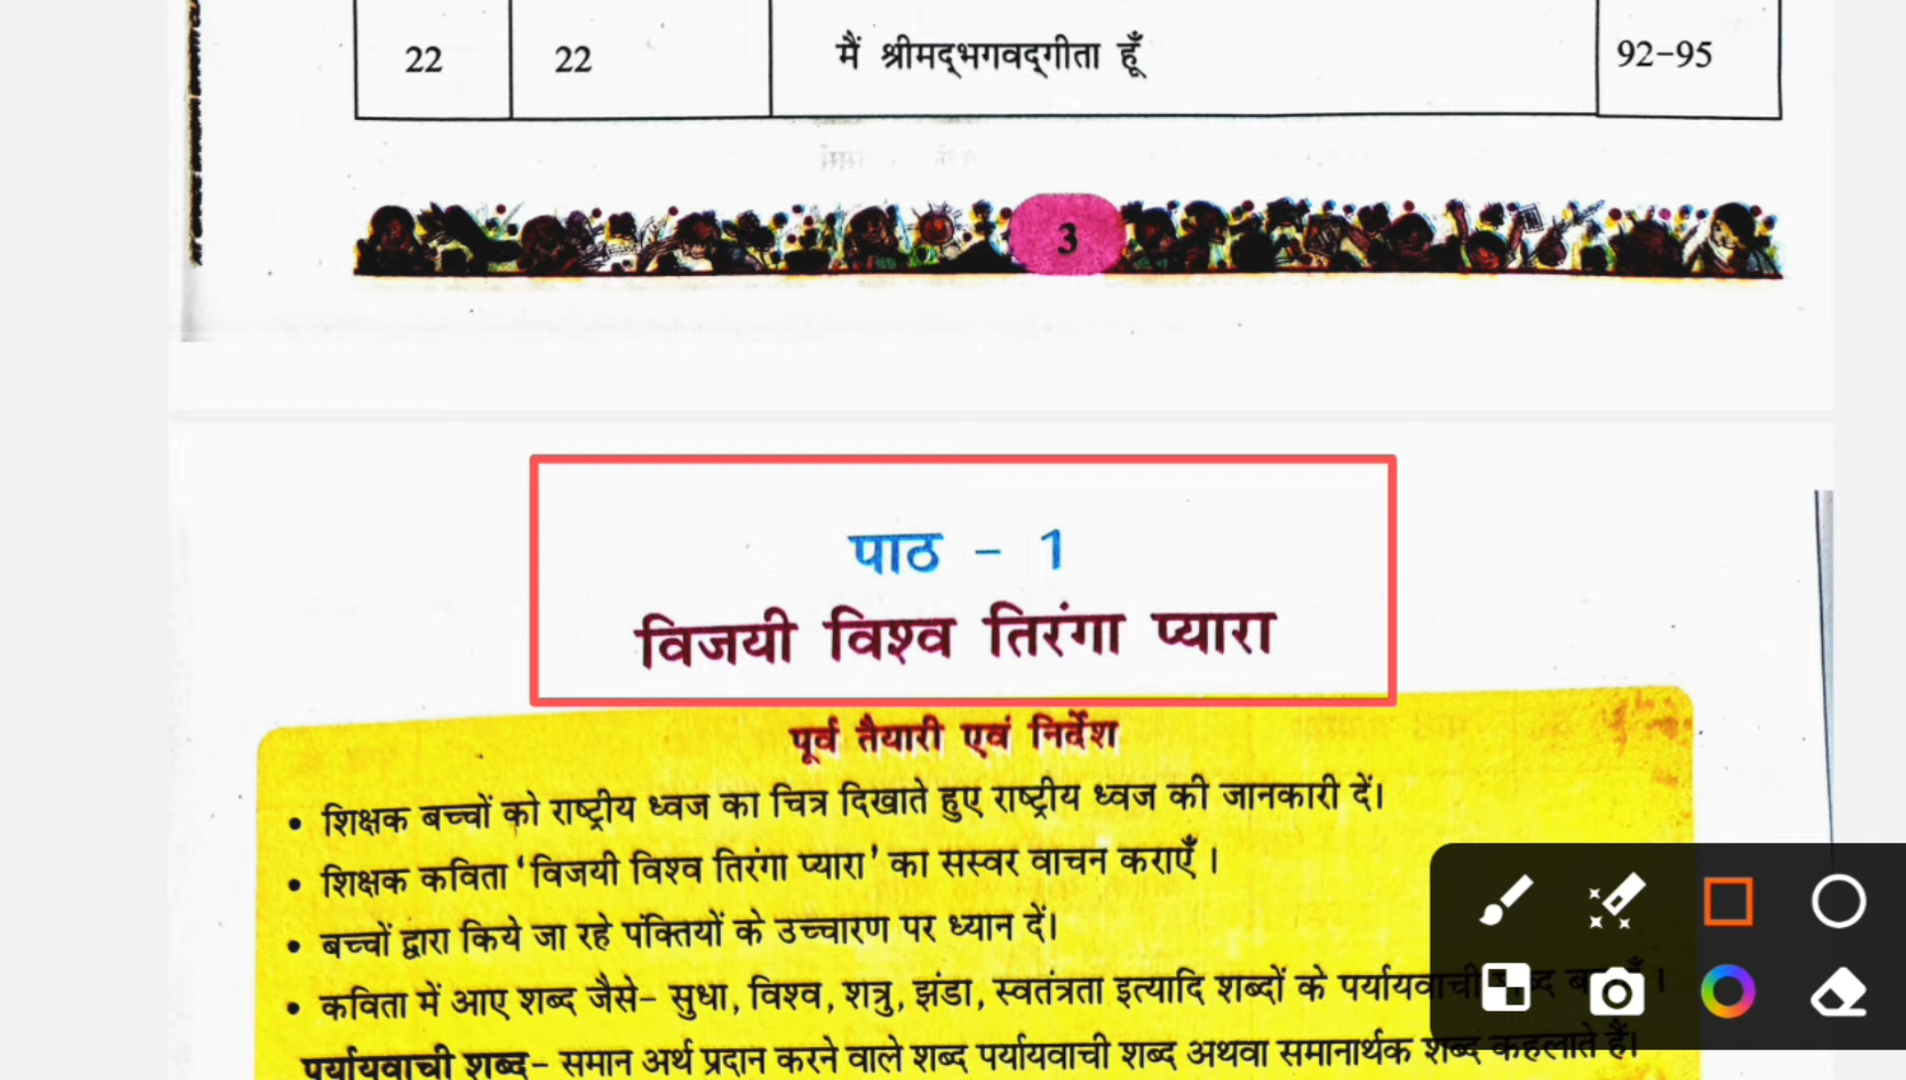 22 22 मैं श्रीमद्‌भगवद्‌गीता हूँ 92-95
3
पाठ - 1
विजयी विश्व तिरंगा प्यारा
पूर्व तैयारी एवं निर्देश
• शिक्षक बच्चों को राष्ट्रीय ध्वज का चित्र दिखाते हुए राष्ट्रीय ध्वज की जानकारी दें।
• शिक्षक कविता 'विजयी विश्व तिरंगा प्यारा' का सस्वर वाचन कराएँ।
• बच्चों द्वारा किये जा रहे पंक्तियों के उच्चारण पर ध्यान दें।
• कविता में आए शब्द जैसे- सुधा, विश्व, शत्रु, झंडा, स्वतंत्रता इत्यादि शब्दों के पर्यायवाची
पर्यायवाची शब्द- समान अर्थ प्रदान करने वाले शब्द पर्यायवाची शब्द अथवा समानार्थक शब्द कहलाते हैं।